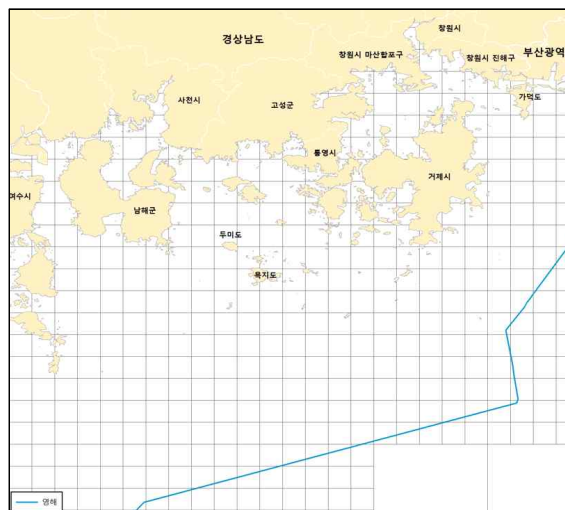 창원시
경상남도
창원시 마산합포구
창원시 진해구
부산광역
사천시
고성군
가덕도
통영시
거제시
여수시
남해군
두미도
욕지도
영해